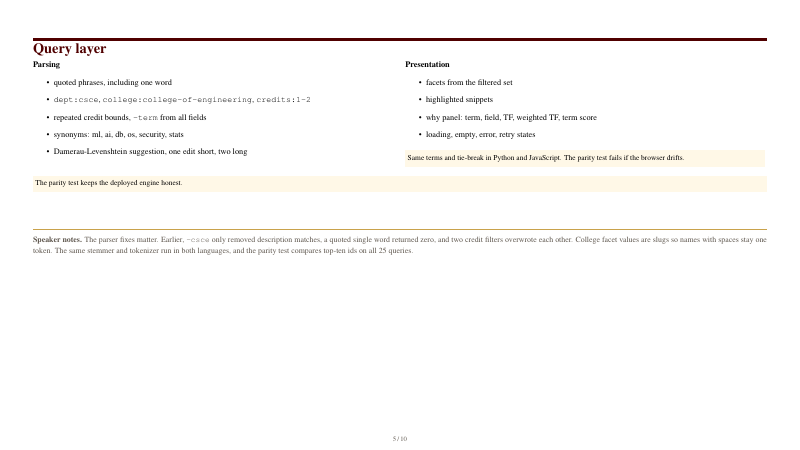 Query layer
Parsing
• quoted phrases, including one word
• dept:csce, college:college-of-engineering, credits:1-2
• repeated credit bounds, -term from all fields
• synonyms: ml, ai, db, os, security, stats
• Damerau-Levenshtein suggestion, one edit short, two long
Presentation
• facets from the filtered set
• highlighted snippets
• why panel: term, field, TF, weighted TF, term score
• loading, empty, error, retry states
Same terms and tie-break in Python and JavaScript. The parity test fails if the browser drifts.
The parity test keeps the deployed engine honest.
Speaker notes. The parser fixes matter. Earlier, -csce only removed description matches, a quoted single word returned zero, and two credit filters overwrote each other. College facet values are slugs so names with spaces stay one
token. The same stemmer and tokenizer run in both languages, and the parity test compares top-ten ids on all 25 queries.
5 / 10